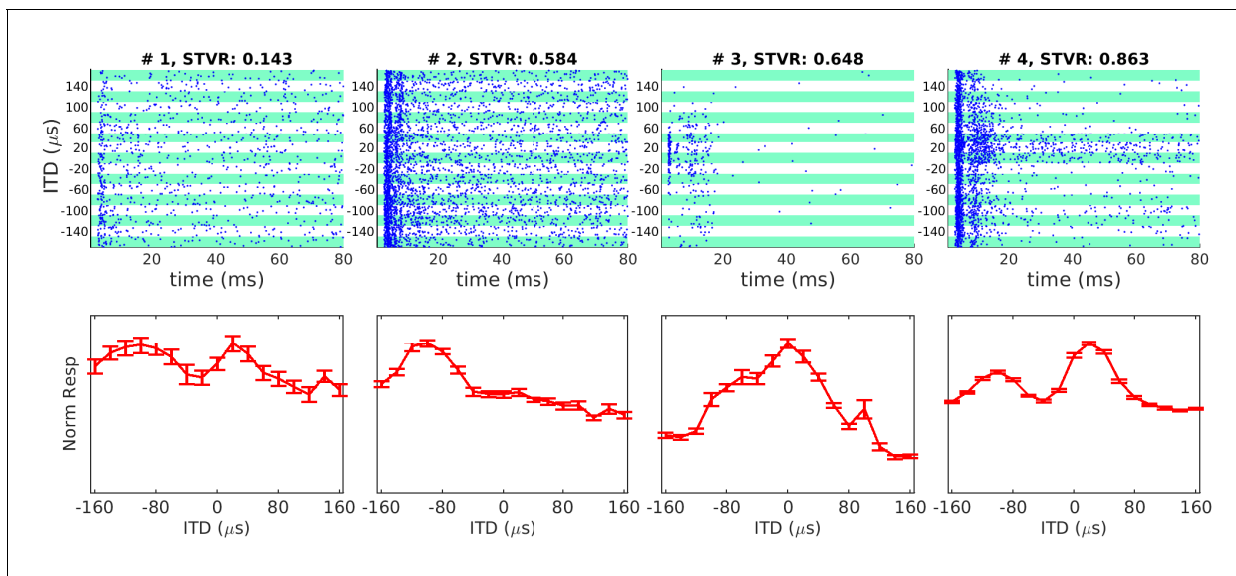 # 1, STVR: 0.143
# 2, STVR: 0.584
# 3, STVR: 0.648
# 4, STVR: 0.863
ITD (μs)
140
100
60
20
-20
-60
-100
-140
20 40 60 80
time (ms)
140
100
60
20
-20
-60
-100
-140
20 40 60 80
time (ms)
140
100
60
20
-20
-60
-100
-140
20 40 60 80
time (ms)
140
100
60
20
-20
-60
-100
-140
20 40 60 80
time (ms)
Norm Resp
-160 -80 0 80 160
ITD (μs)
-160 -80 0 80 160
ITD (μs)
-160 -80 0 80 160
ITD (μs)
-160 -80 0 80 160
ITD (μs)